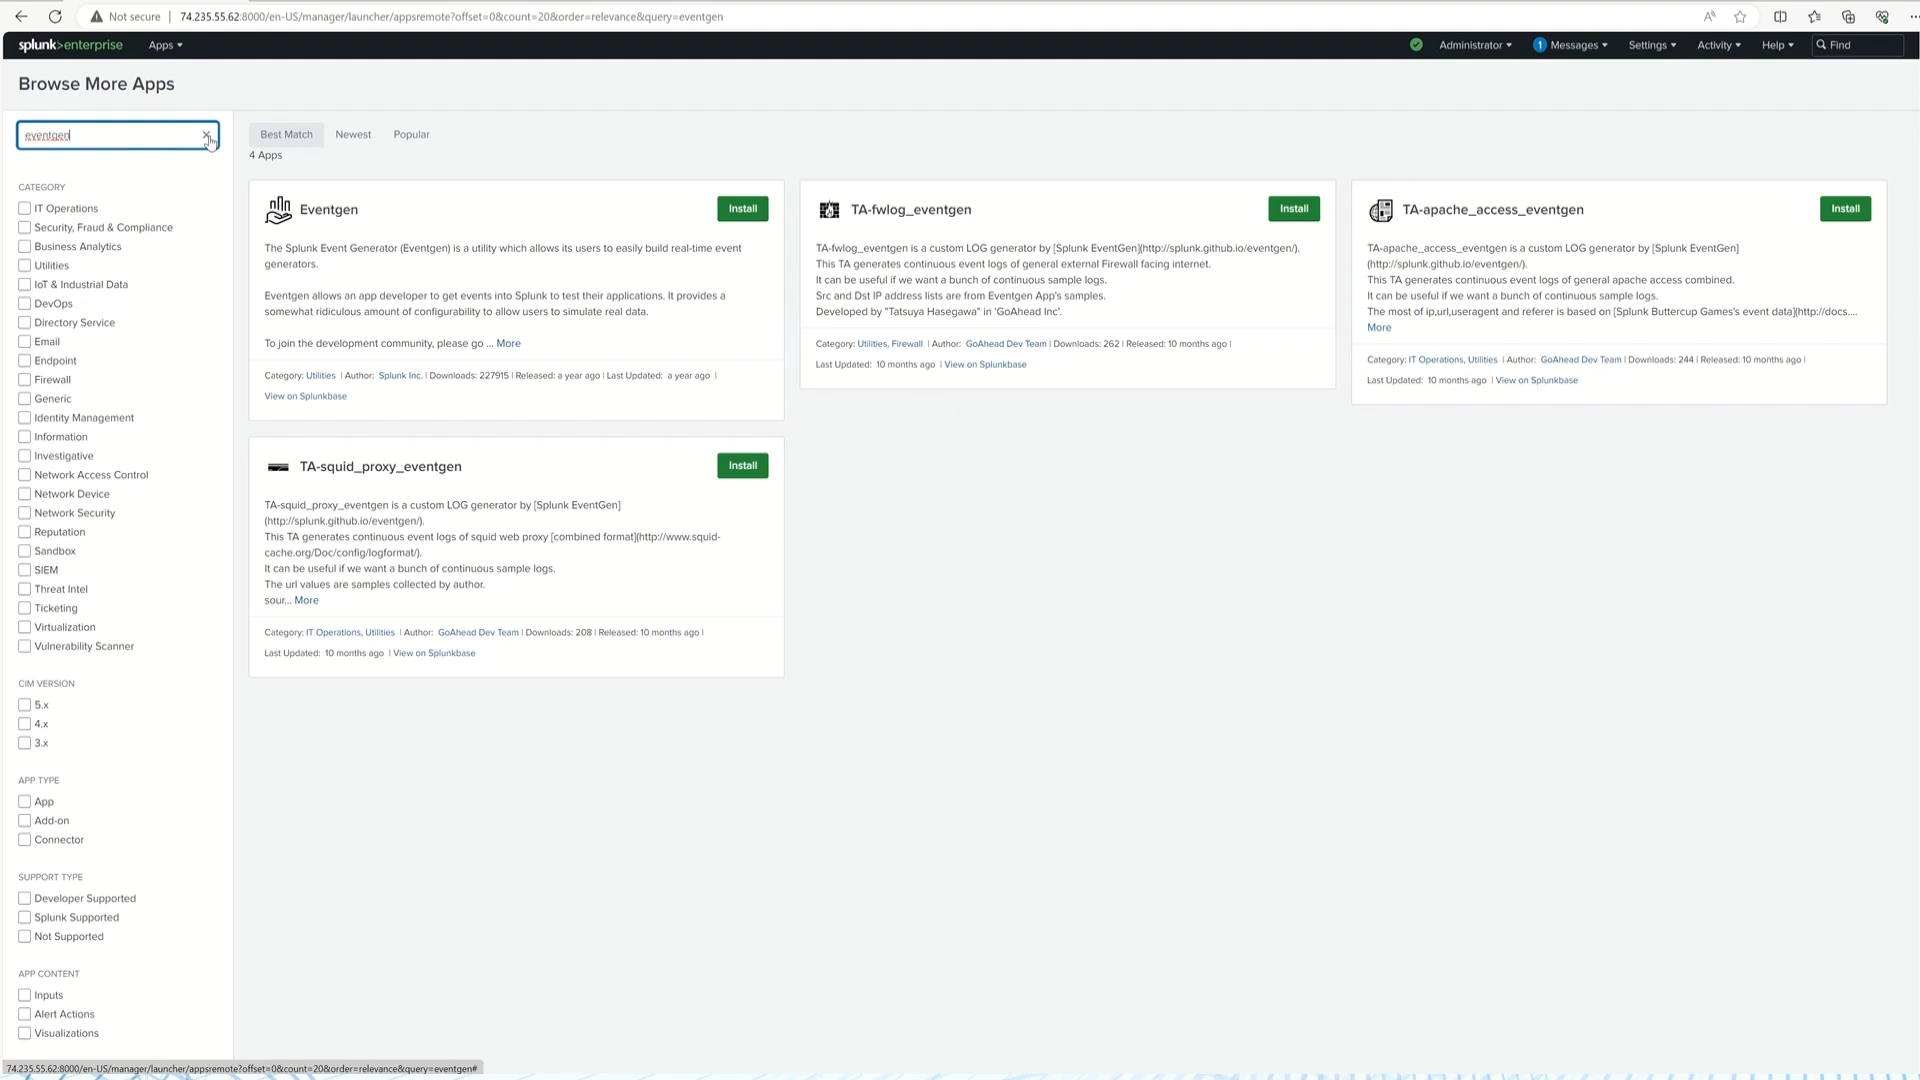 Not secure
74.235.55.62:8000/en-US/manager/launcher/appsremote?offset=0&count=20&order=relevance&query=eventgen
splunk>enterprise
Apps
Administrator
1
Messages
Settings
Activity
Help
Find
Browse More Apps
eventgen
CATEGORY
IT Operations
Security, Fraud & Compliance
Business Analytics
Utilities
IoT & Industrial Data
DevOps
Directory Service
Email
Endpoint
Firewall
Generic
Identity Management
Information
Investigative
Network Access Control
Network Device
Network Security
Reputation
Sandbox
SIEM
Threat Intel
Ticketing
Virtualization
Vulnerability Scanner
CIM VERSION
5.x
4.x
3.x
APP TYPE
App
Add-on
Connector
SUPPORT TYPE
Developer Supported
Splunk Supported
Not Supported
APP CONTENT
Inputs
Alert Actions
Visualizations
Best Match
Newest
Popular
4 Apps
Eventgen
Install
The Splunk Event Generator (Eventgen) is a utility which allows its users to easily build real-time event
generators.
Eventgen allows an app developer to get events into Splunk to test their applications. It provides a
somewhat ridiculous amount of configurability to allow users to simulate real data.
To join the development community, please go ... More
Category: Utilities | Author: Splunk Inc. | Downloads: 227915 | Released: a year ago | Last Updated: a year ago |
View on Splunkbase
TA-fwlog_eventgen
Install
TA-fwlog_eventgen is a custom LOG generator by [Splunk EventGen](http://splunk.github.io/eventgen/).
This TA generates continuous event logs of general external Firewall facing internet.
It can be useful if we want a bunch of continuous sample logs.
Src and Dst IP address lists are from Eventgen App's samples.
Developed by "Tatsuya Hasegawa" in 'GoAhead Inc'.
Category: Utilities, Firewall | Author: GoAhead Dev Team | Downloads: 262 | Released: 10 months ago |
Last Updated: 10 months ago | View on Splunkbase
TA-apache_access_eventgen
Install
TA-apache_access_eventgen is a custom LOG generator by [Splunk EventGen]
(http://splunk.github.io/eventgen/).
This TA generates continuous event logs of general apache access combined.
It can be useful if we want a bunch of continuous sample logs.
The most of ip,url,useragent and referer is based on [Splunk Buttercup Games's event data](http://docs....
More
Category: IT Operations, Utilities | Author: GoAhead Dev Team | Downloads: 244 | Released: 10 months ago |
Last Updated: 10 months ago | View on Splunkbase
TA-squid_proxy_eventgen
Install
TA-squid_proxy_eventgen is a custom LOG generator by [Splunk EventGen]
(http://splunk.github.io/eventgen/).
This TA generates continuous event logs of squid web proxy [combined format](http://www.squid-
cache.org/Doc/config/logformat/).
It can be useful if we want a bunch of continuous sample logs.
The url values are samples collected by author.
sour... More
Category: IT Operations, Utilities | Author: GoAhead Dev Team | Downloads: 208 | Released: 10 months ago |
Last Updated: 10 months ago | View on Splunkbase
74.235.55.62:8000/en-US/manager/launcher/appsremote?offset=0&count=20&order=relevance&query=eventgen#